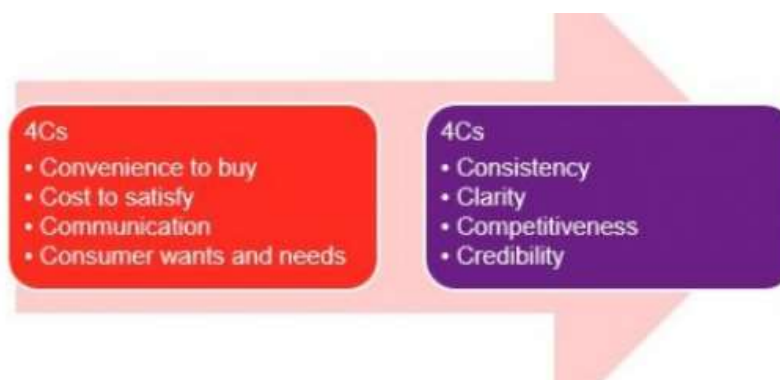 4Cs
• Convenience to buy
• Cost to satisfy
• Communication
• Consumer wants and needs
4Cs
• Consistency
• Clarity
• Competitiveness
• Credibility